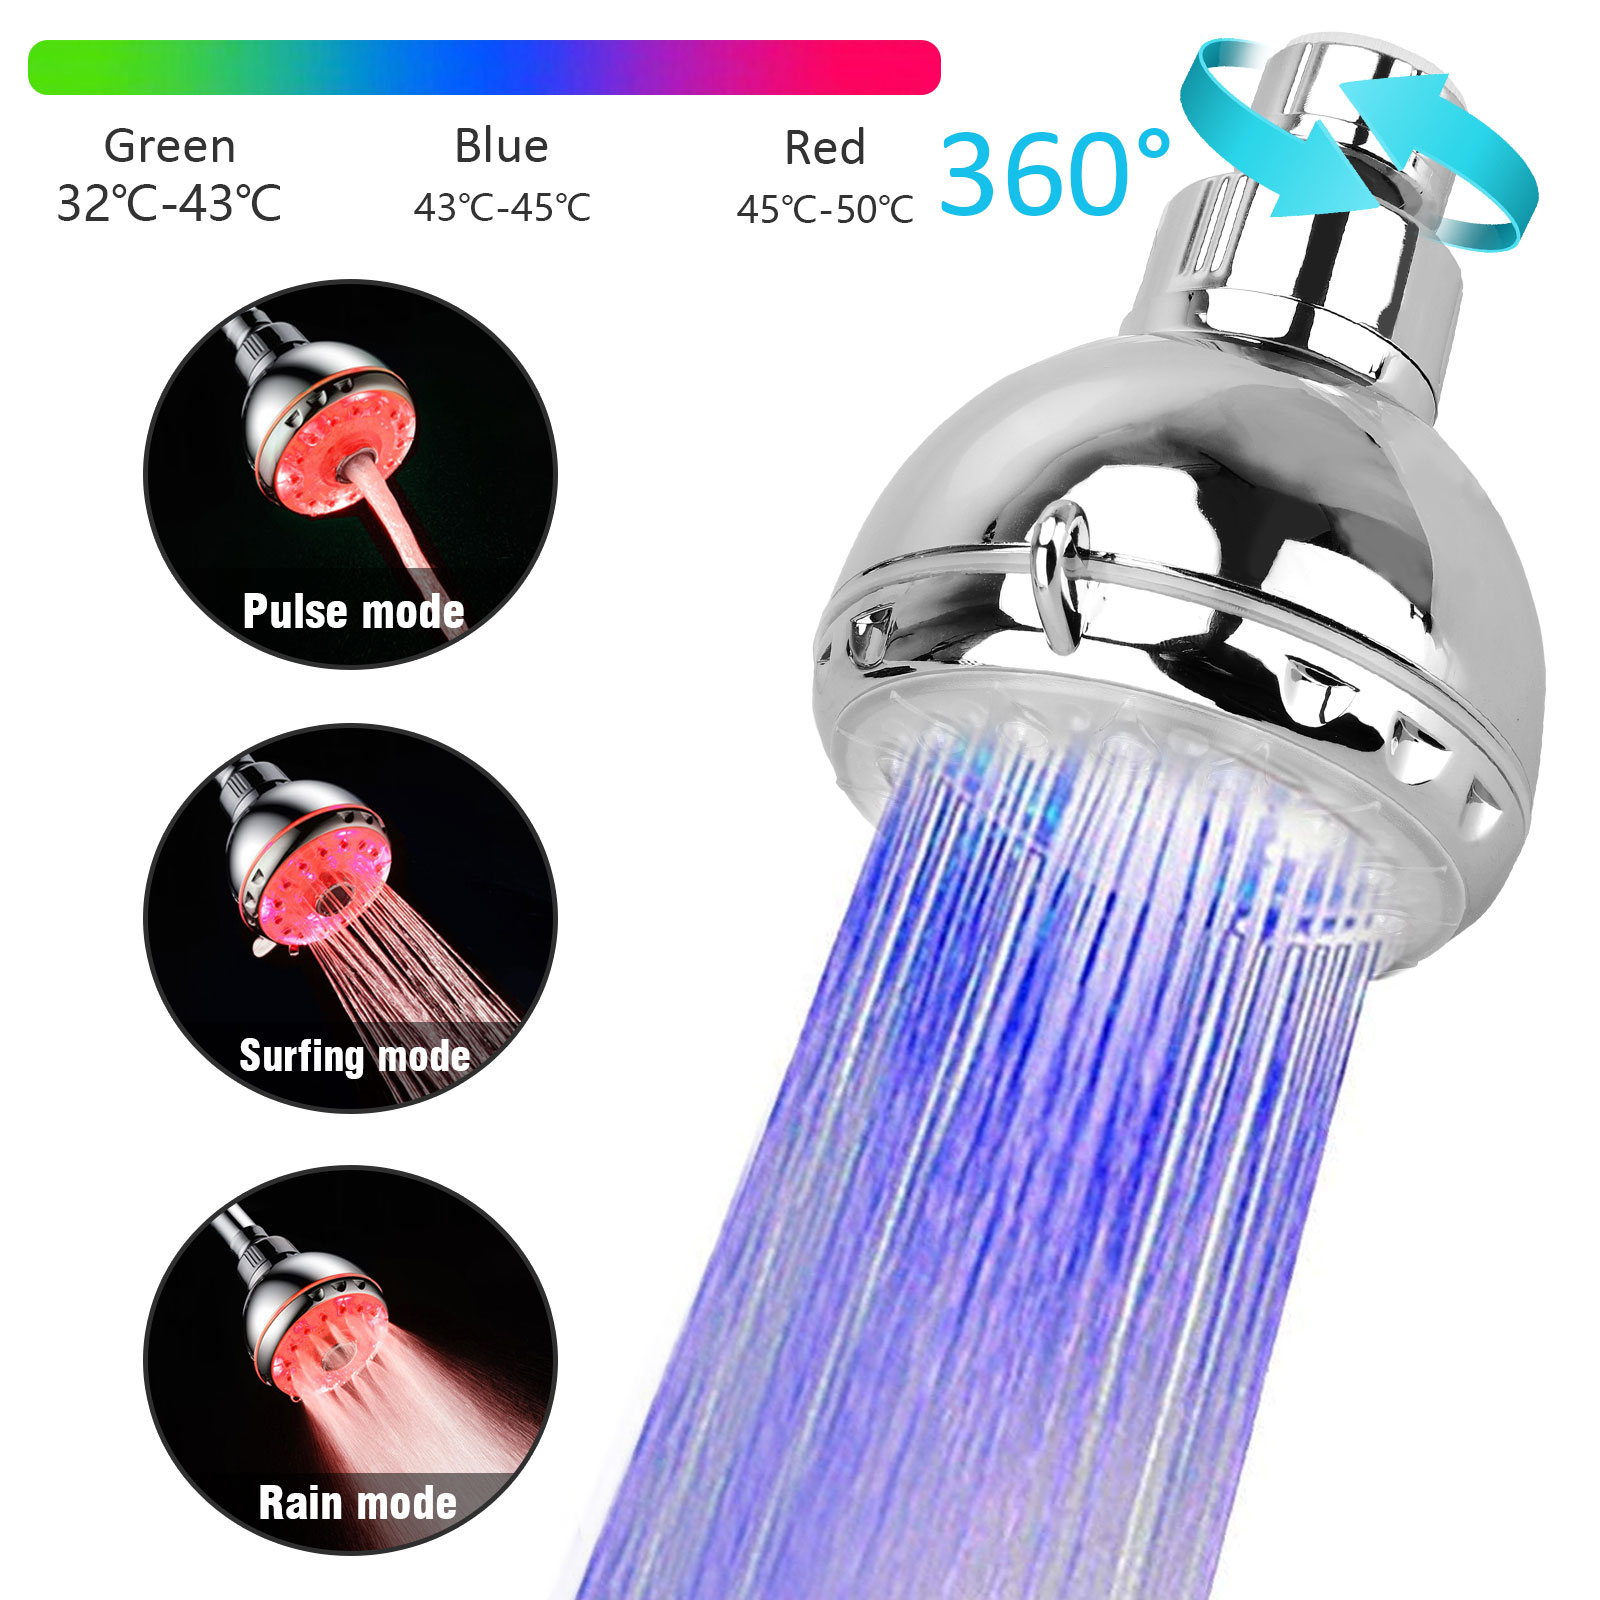 Green
32℃-43℃
Blue
43℃-45℃
Red
45℃-50℃
360°
Pulse mode
Surfing mode
Rain mode